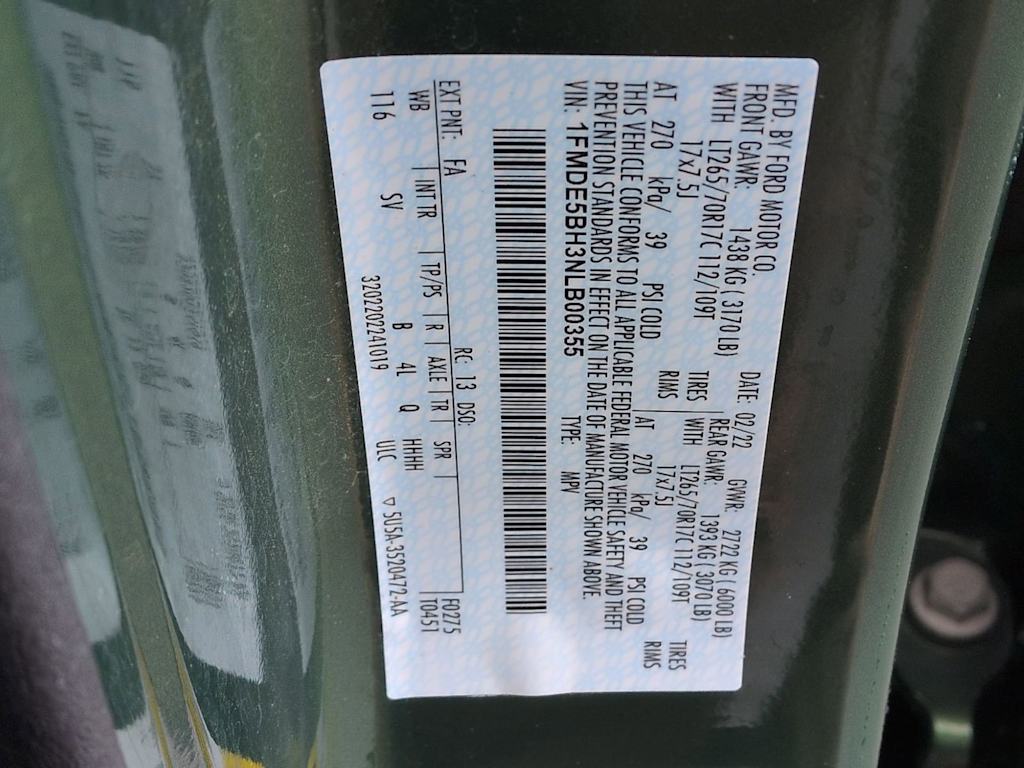 MFD. BY FORD MOTOR CO.
DATE: 02/22 GVWR: 2722 KG ( 6000 LB)
FRONT GAWR: 1438 KG ( 3170 LB) REAR GAWR: 1393 KG ( 3070 LB)
WITH LT265/70R17C 112/109T TIRES WITH LT265/70R17C 112/109T TIRES
17x7.5J RIMS 17x7.5J RIMS
AT 270 kPa/ 39 PSI COLD AT 270 kPa/ 39 PSI COLD
THIS VEHICLE CONFORMS TO ALL APPLICABLE FEDERAL MOTOR VEHICLE SAFETY AND THEFT
PREVENTION STANDARDS IN EFFECT ON THE DATE OF MANUFACTURE SHOWN ABOVE.
VIN: 1FMDE5BH3NLB00355 TYPE: MPV
EXT PNT: FA RC: 13 DSO: F0275
WB | INT TR | TP/PS | R | AXLE | TR | SPR | T0451
116 SV B 4L Q HHHH
320220224 1019 ULC ▽ 5U5A-3520472-AA